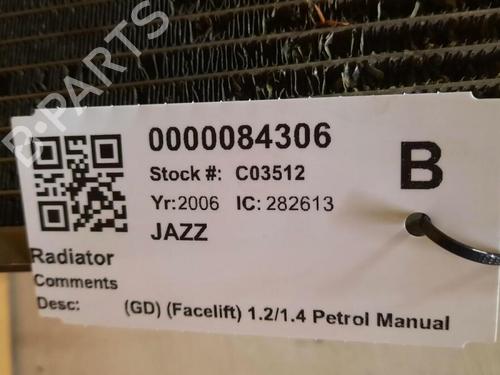 B-PARTS
0000084306
Stock #: C03512
B
Yr:2006 IC: 282613
JAZZ
Radiator
Comments
Desc: (GD) (Facelift) 1.2/1.4 Petrol Manual